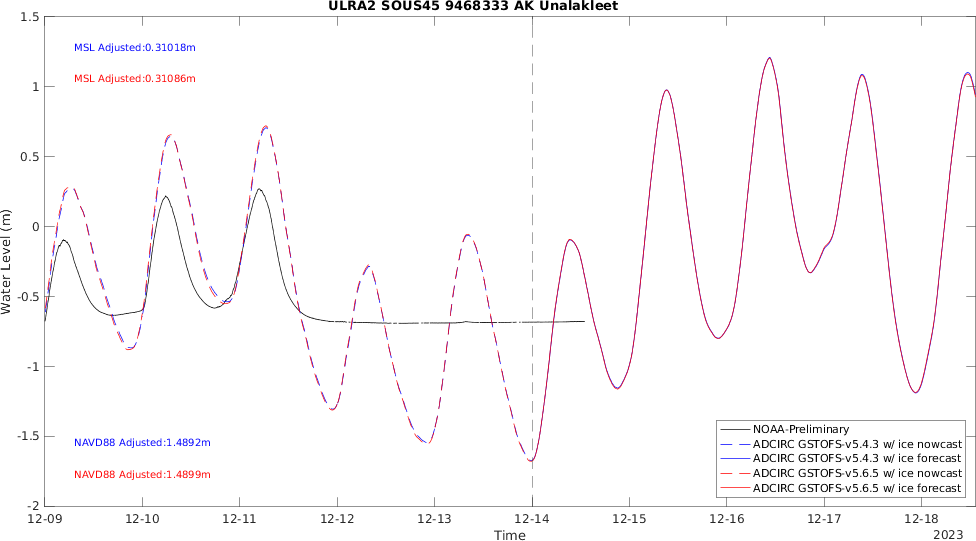 ULRA2 SOUS45 9468333 AK Unalakleet
1.5
1
0.5
0
-0.5
-1
-1.5
-2
Water Level (m)
MSL Adjusted:0.31018m
MSL Adjusted:0.31086m
NAVD88 Adjusted:1.4892m
NAVD88 Adjusted:1.4899m
NOAA-Preliminary
ADCIRC GSTOFS-v5.4.3 w/ ice nowcast
ADCIRC GSTOFS-v5.4.3 w/ ice forecast
ADCIRC GSTOFS-v5.6.5 w/ ice nowcast
ADCIRC GSTOFS-v5.6.5 w/ ice forecast
12-09 12-10 12-11 12-12 12-13 12-14 12-15 12-16 12-17 12-18
Time
2023